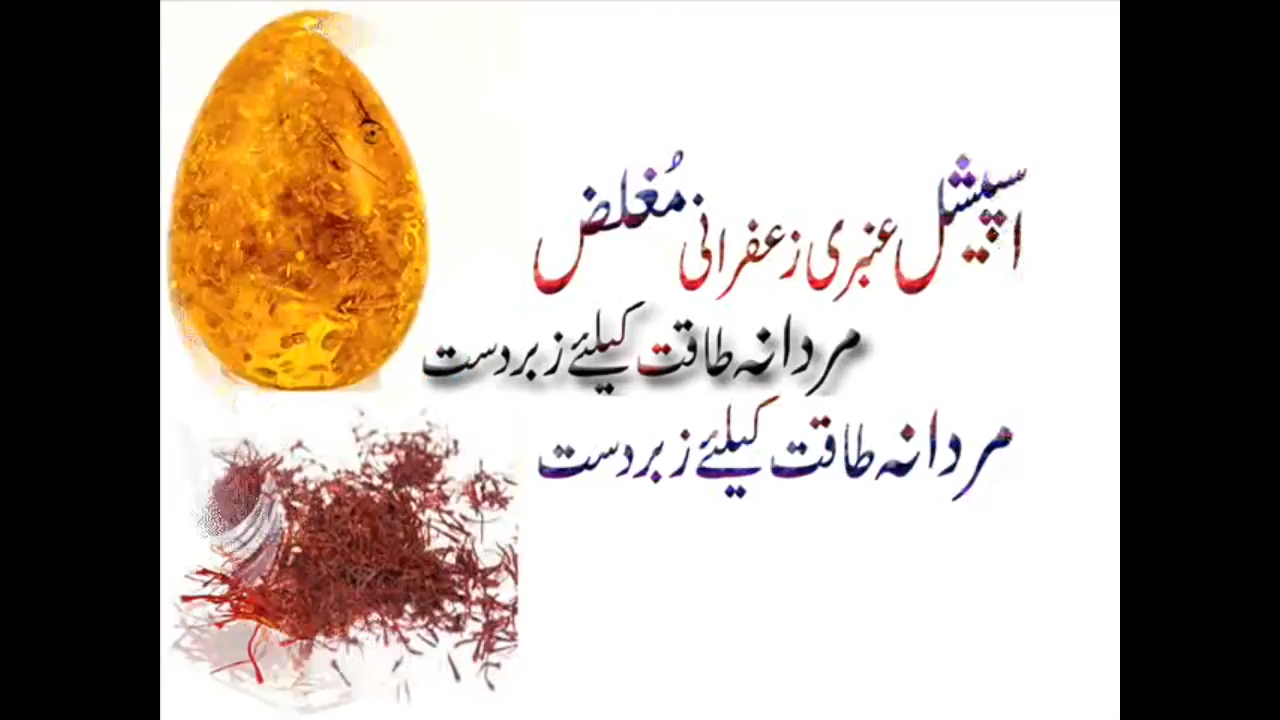 اسپیشل عنبری زعفرانی مُغلض
مردانہ طاقت کیلئے زبردست
مردانہ طاقت کیلئے زبردست